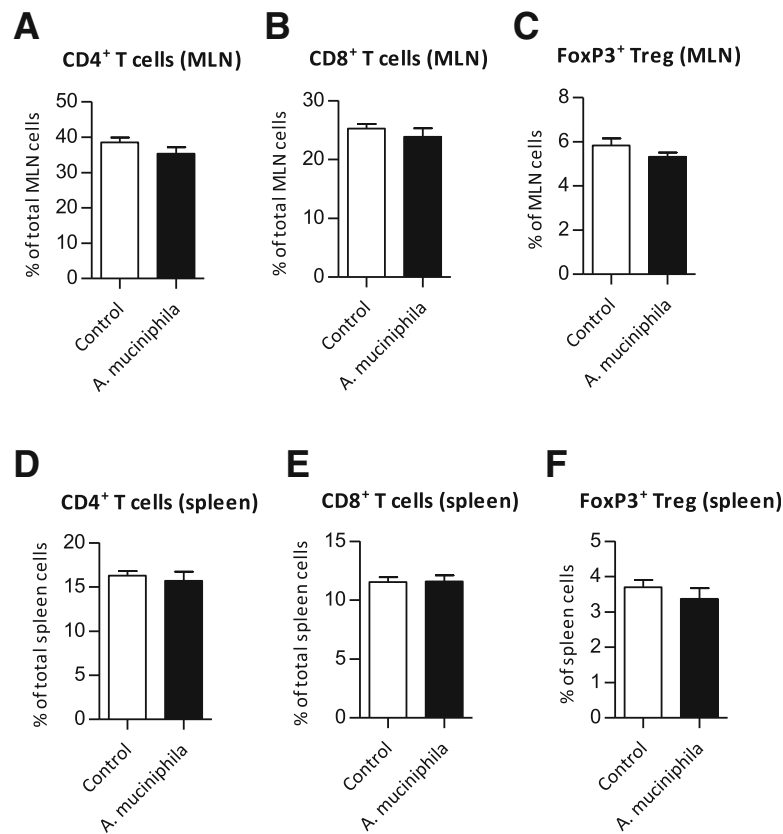 A
CD4+ T cells (MLN)
% of total MLN cells
50
40
30
20
10
0
Control
A. muciniphila
B
CD8+ T cells (MLN)
% of total MLN cells
30
20
10
0
Control
A. muciniphila
C
FoxP3+ Treg (MLN)
% of MLN cells
8
6
4
2
0
Control
A. muciniphila
D
CD4+ T cells (spleen)
% of total spleen cells
20
15
10
5
0
Control
A. muciniphila
E
CD8+ T cells (spleen)
% of total spleen cells
15
10
5
0
Control
A. muciniphila
F
FoxP3+ Treg (spleen)
% of spleen cells
5
4
3
2
1
0
Control
A. muciniphila